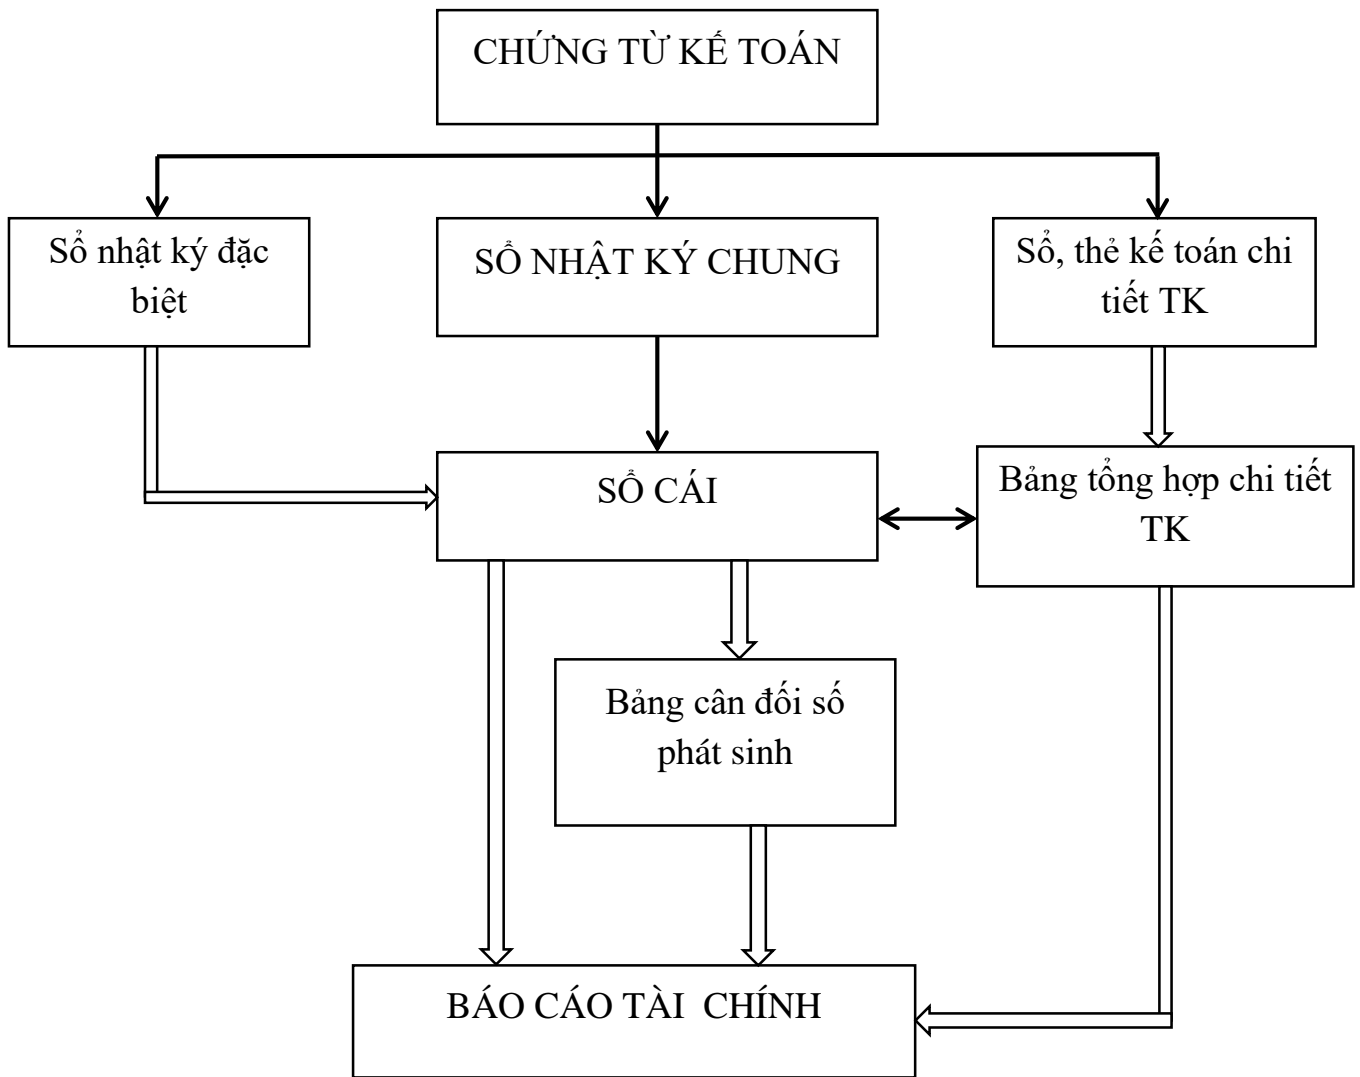 CHỨNG TỪ KẾ TOÁN
Sổ nhật ký đặc
biệt
SỔ NHẬT KÝ CHUNG
Sổ, thẻ kế toán chi
tiết TK
SỔ CÁI
Bảng tổng hợp chi tiết
TK
Bảng cân đối số
phát sinh
BÁO CÁO TÀI CHÍNH